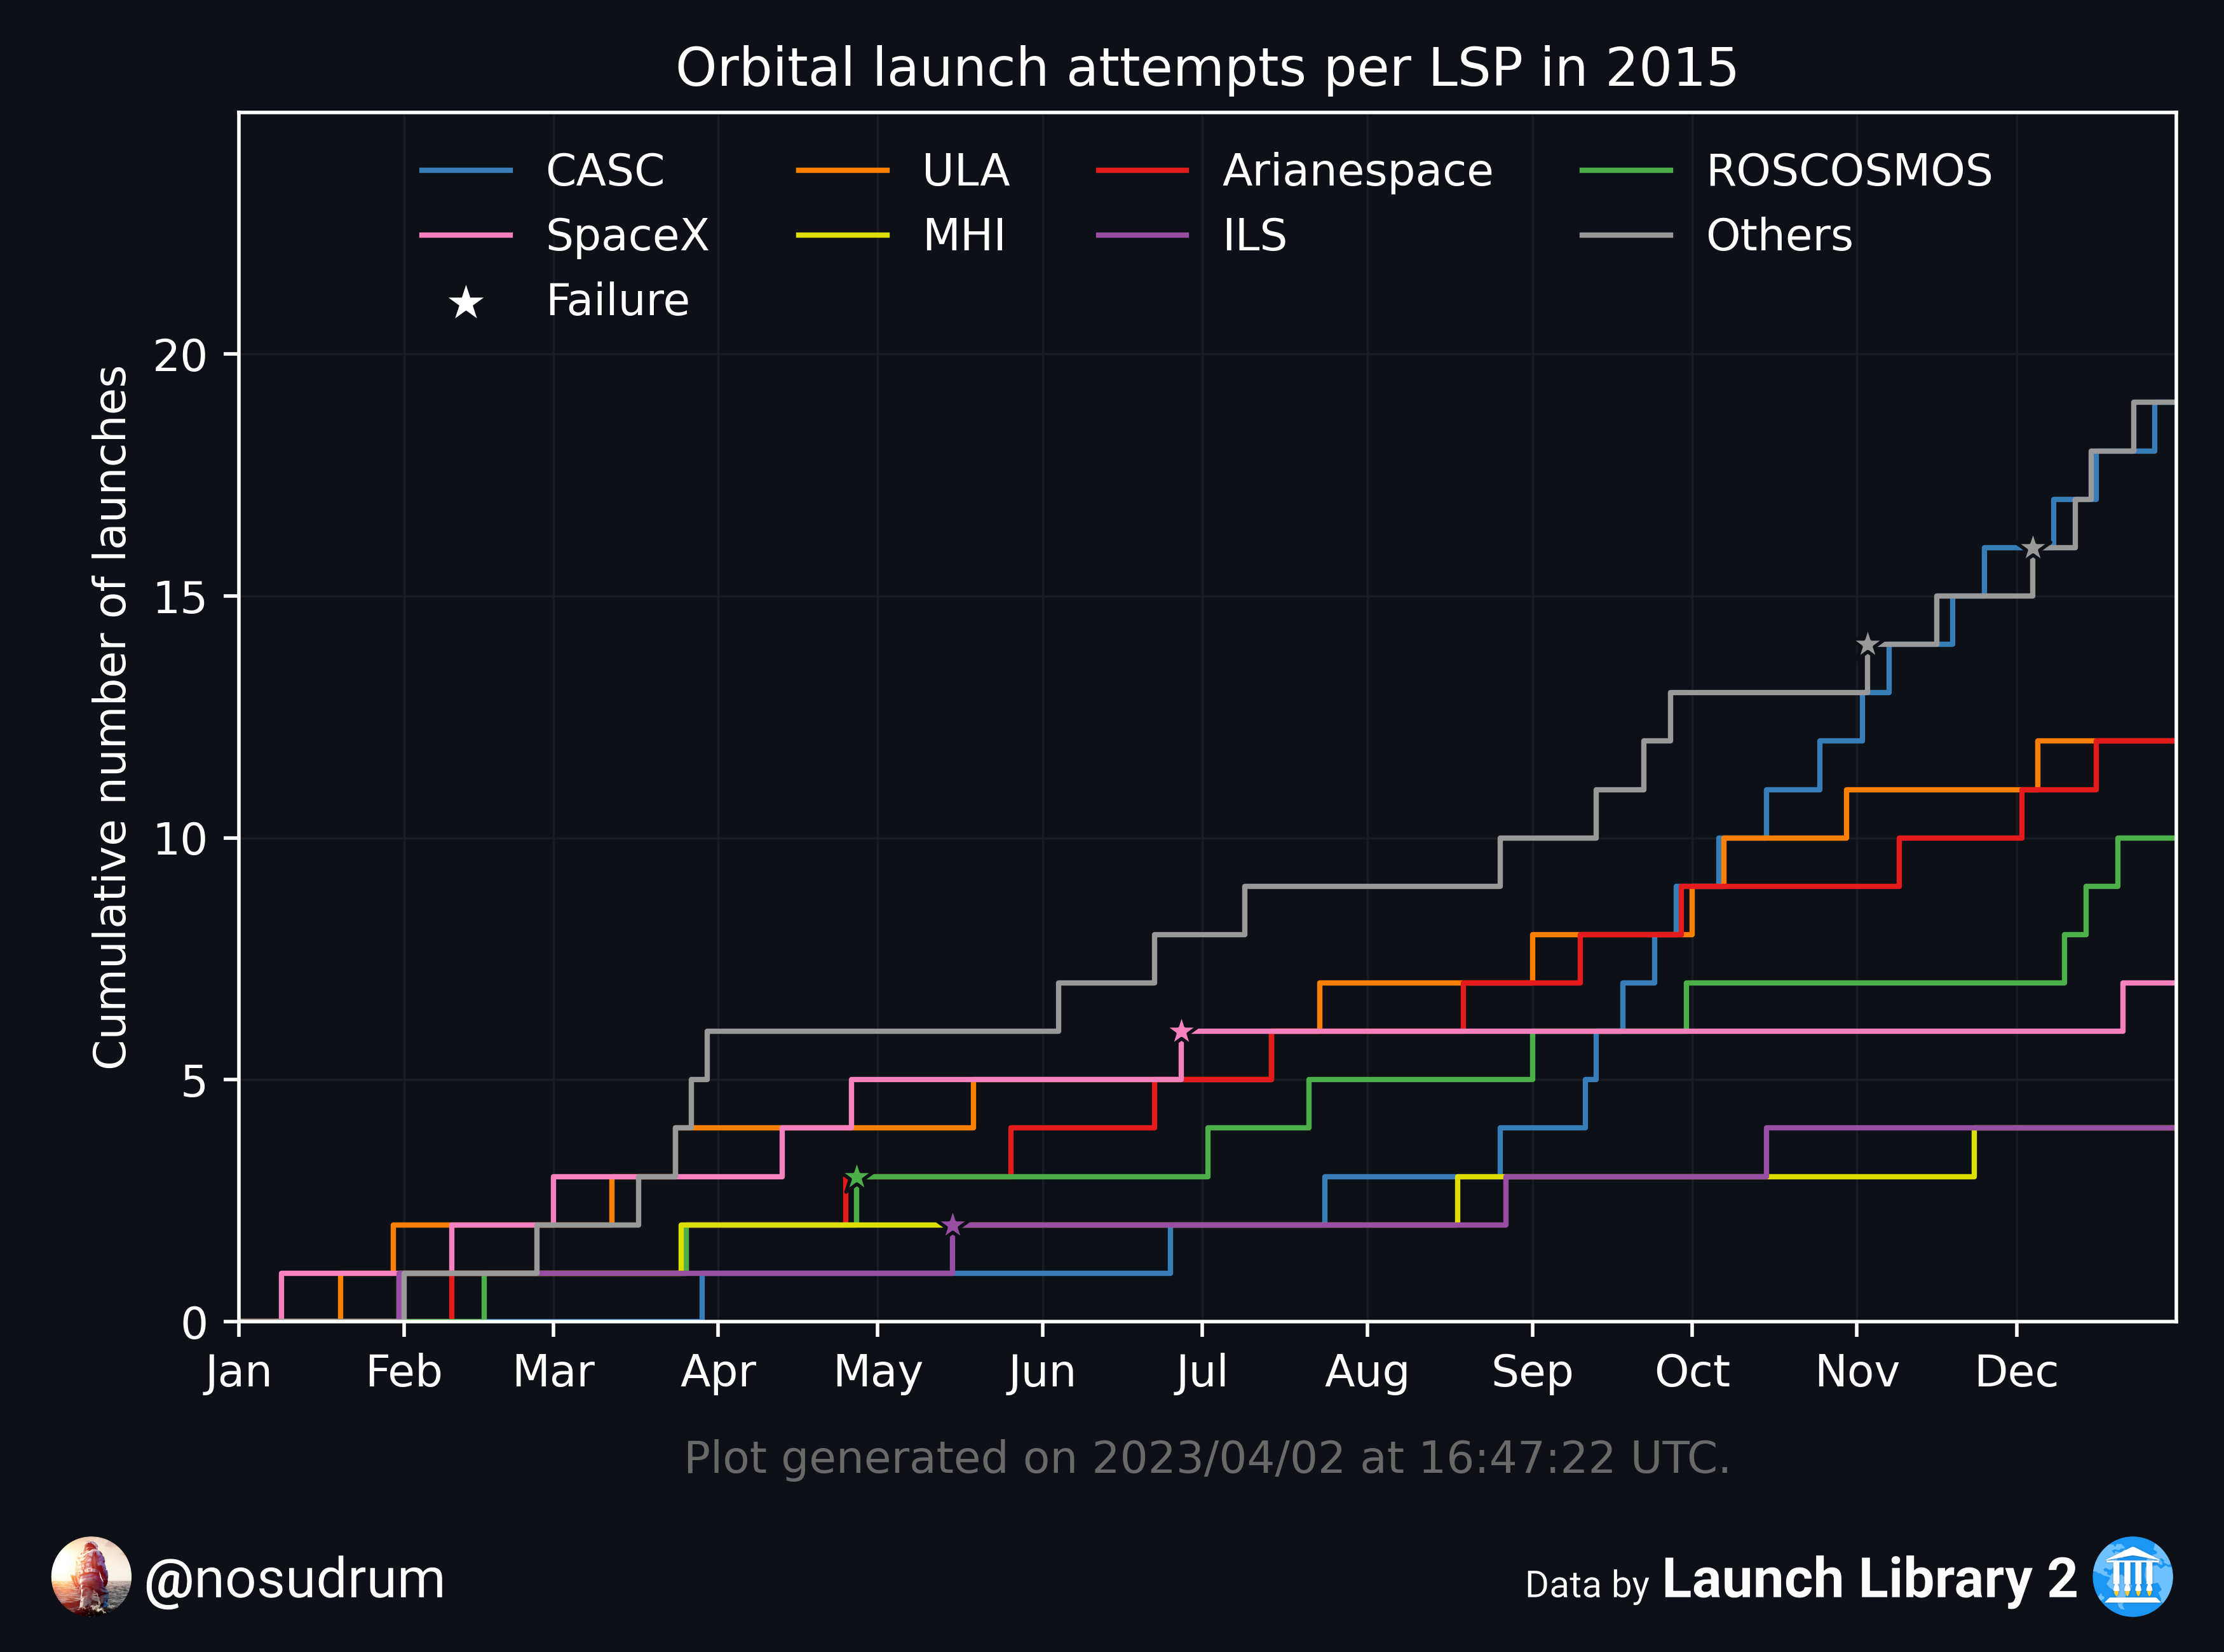 Orbital launch attempts per LSP in 2015
CASC ULA Arianespace ROSCOSMOS
SpaceX MHI ILS Others
Failure
Cumulative number of launches
20
15
10
5
0
Jan Feb Mar Apr May Jun Jul Aug Sep Oct Nov Dec
Plot generated on 2023/04/02 at 16:47:22 UTC.
@nosudrum
Data by Launch Library 2